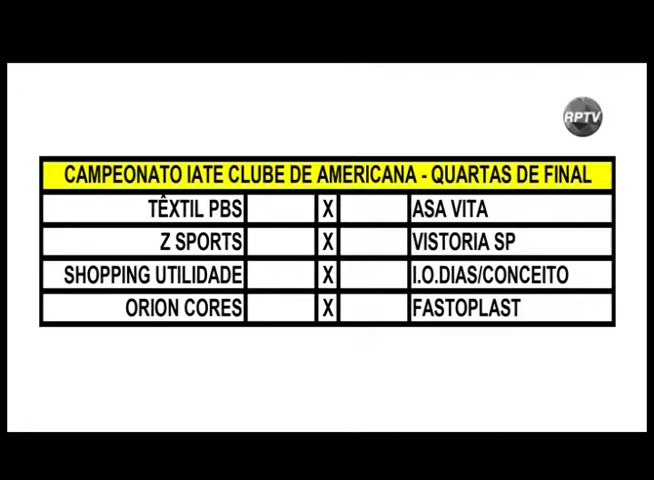 RPTV
CAMPEONATO IATE CLUBE DE AMERICANA - QUARTAS DE FINAL
TÊXTIL PBS X ASA VITA
Z SPORTS X VISTORIA SP
SHOPPING UTILIDADE X I.O.DIAS/CONCEITO
ORION CORES X FASTOPLAST